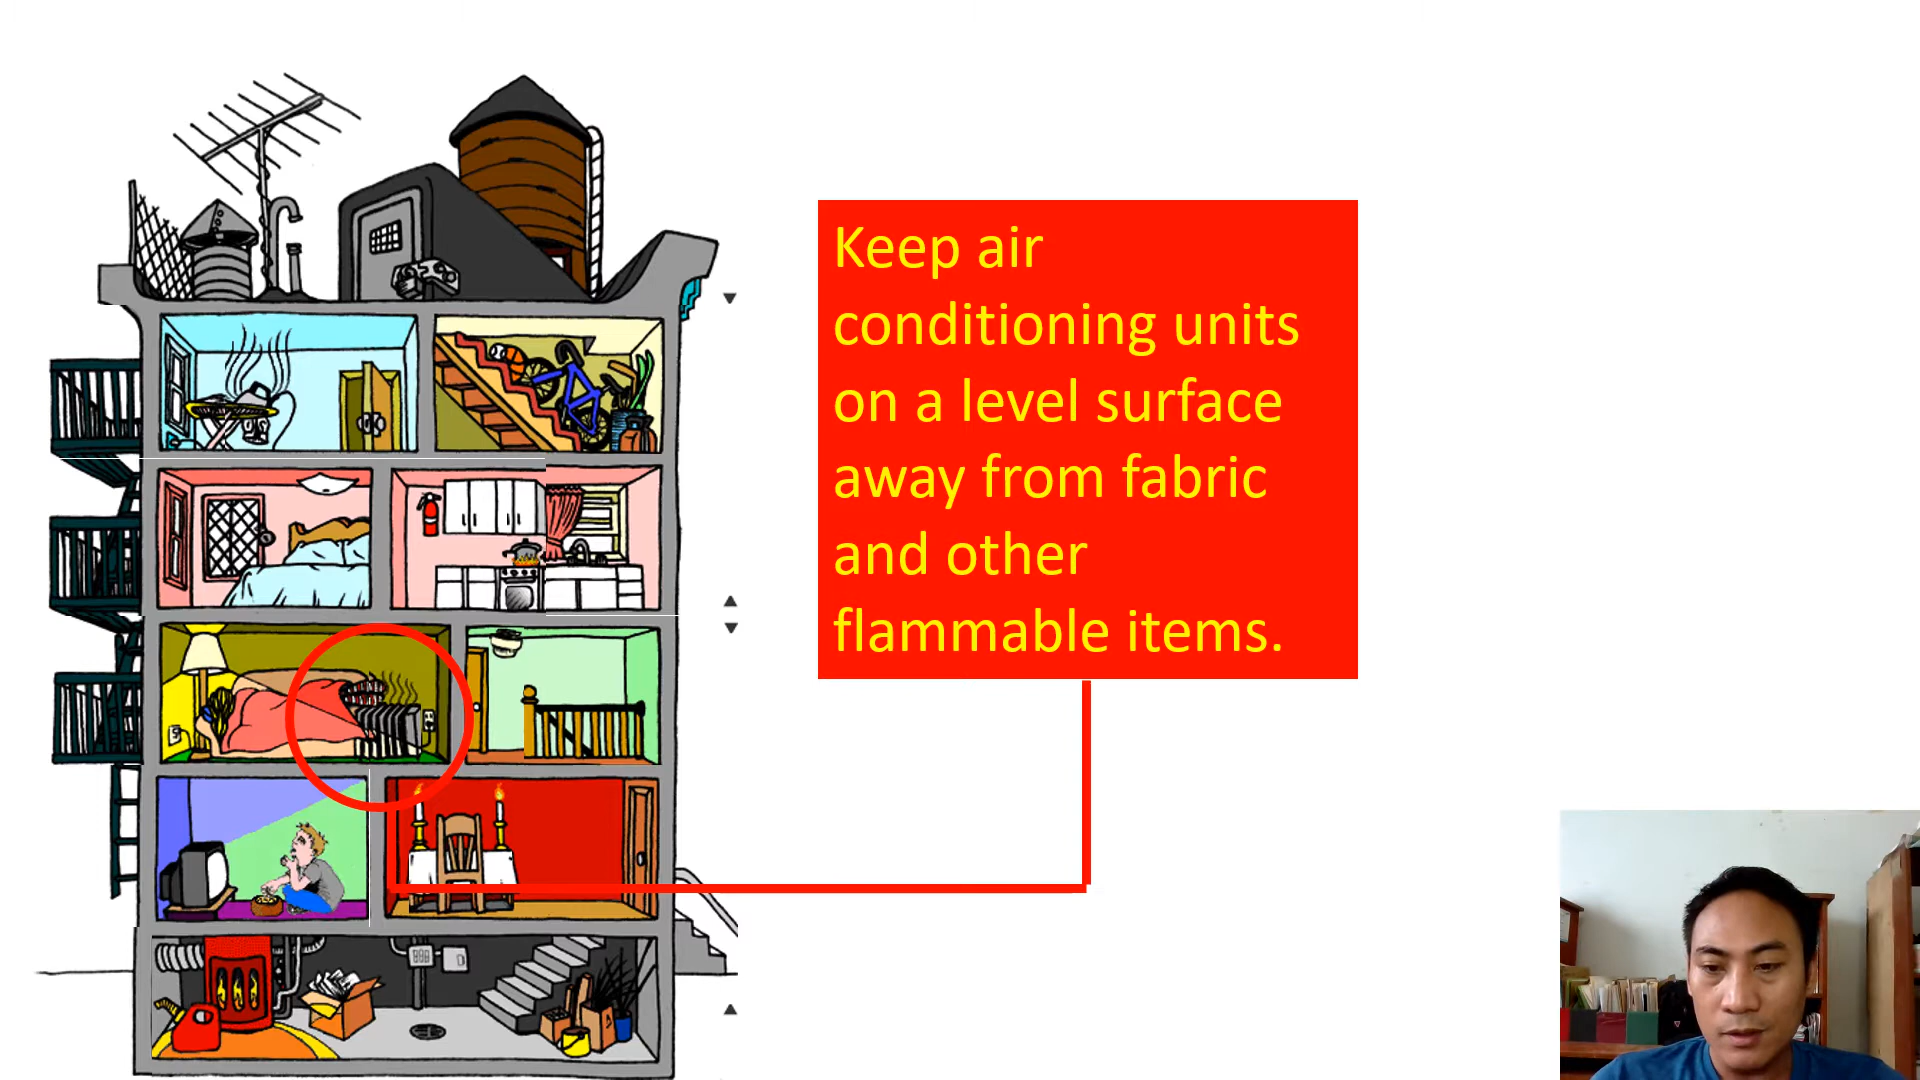 Keep air
conditioning units
on a level surface
away from fabric
and other
flammable items.